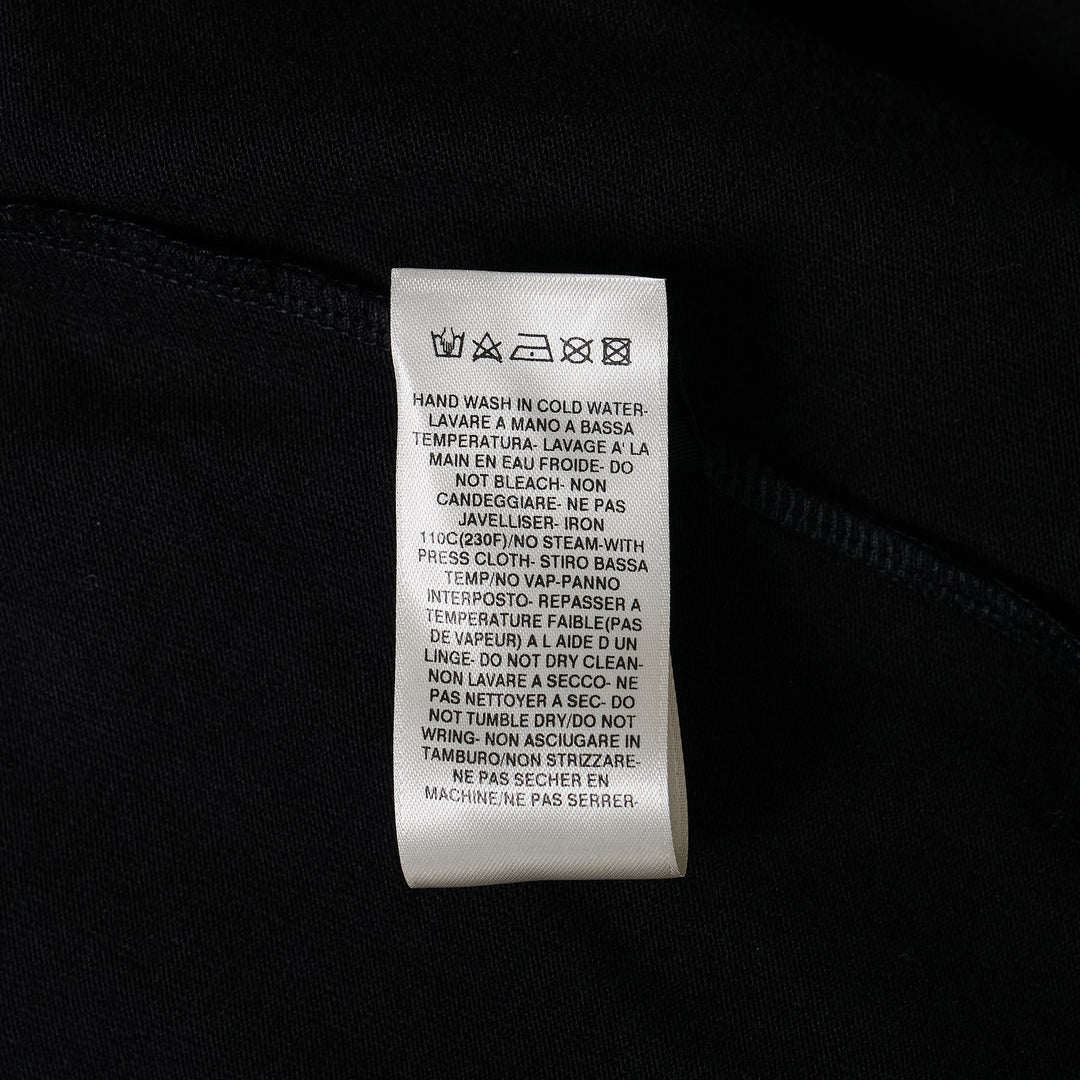 HAND WASH IN COLD WATER-
LAVARE A MANO A BASSA
TEMPERATURA- LAVAGE A' LA
MAIN EN EAU FROIDE- DO
NOT BLEACH- NON
CANDEGGIARE- NE PAS
JAVELLISER- IRON
110C(230F)/NO STEAM-WITH
PRESS CLOTH- STIRO BASSA
TEMP/NO VAP-PANNO
INTERPOSTO- REPASSER A
TEMPERATURE FAIBLE(PAS
DE VAPEUR) A L AIDE D UN
LINGE- DO NOT DRY CLEAN-
NON LAVARE A SECCO- NE
PAS NETTOYER A SEC- DO
NOT TUMBLE DRY/DO NOT
WRING- NON ASCIUGARE IN
TAMBURO/NON STRIZZARE-
NE PAS SECHER EN
MACHINE/NE PAS SERRER-